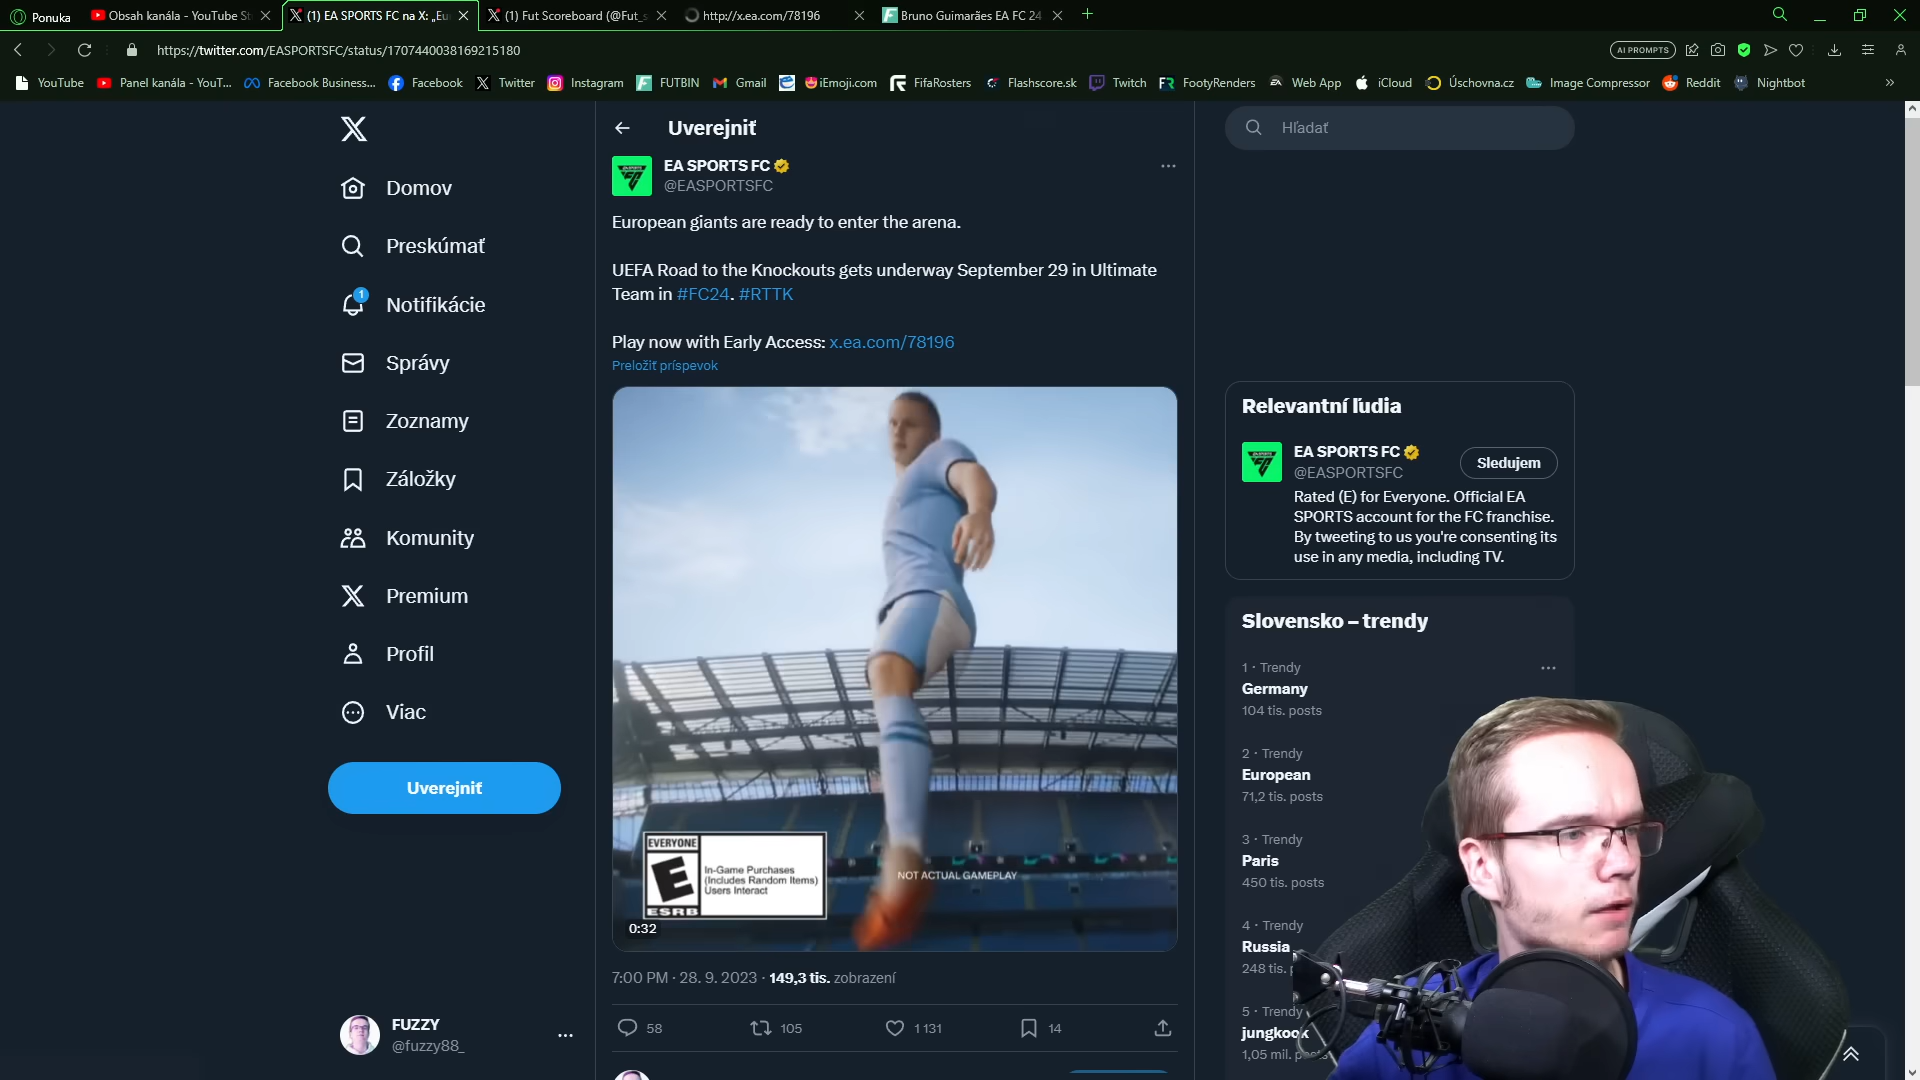 Ponuka
Obsah kanála - YouTube St
(1) EA SPORTS FC na X: „Eu
(1) Fut Scoreboard (@Fut_s
http://x.ea.com/78196
Bruno Guimarães EA FC 24
https://twitter.com/EASPORTSFC/status/1707440038169215180
AI PROMPTS
YouTube
Panel kanála - YouT...
Facebook Business...
Facebook
Twitter
Instagram
FUTBIN
Gmail
iEmoji.com
FifaRosters
Flashscore.sk
Twitch
FootyRenders
Web App
iCloud
Úschovna.cz
Image Compressor
Reddit
Nightbot
Domov
Preskúmať
1
Notifikácie
Správy
Zoznamy
Záložky
Komunity
Premium
Profil
Viac
Uverejniť
FUZZY
@fuzzy88_
Uverejniť
EA SPORTS FC
@EASPORTSFC
European giants are ready to enter the arena.
UEFA Road to the Knockouts gets underway September 29 in Ultimate
Team in #FC24. #RTTK
Play now with Early Access: x.ea.com/78196
Preložiť príspevok
EVERYONE
E
ESRB
In-Game Purchases
(Includes Random Items)
Users Interact
NOT ACTUAL GAMEPLAY
0:32
7:00 PM · 28. 9. 2023 · 149,3 tis. zobrazení
58
105
1 131
14
Hľadať
Relevantní ľudia
EA SPORTS FC
@EASPORTSFC
Sledujem
Rated (E) for Everyone. Official EA
SPORTS account for the FC franchise.
By tweeting to us you're consenting its
use in any media, including TV.
Slovensko – trendy
1 · Trendy
Germany
104 tis. posts
2 · Trendy
European
71,2 tis. posts
3 · Trendy
Paris
450 tis. posts
4 · Trendy
Russia
248 tis. p
5 · Trendy
jungkook
1,05 mil. posts